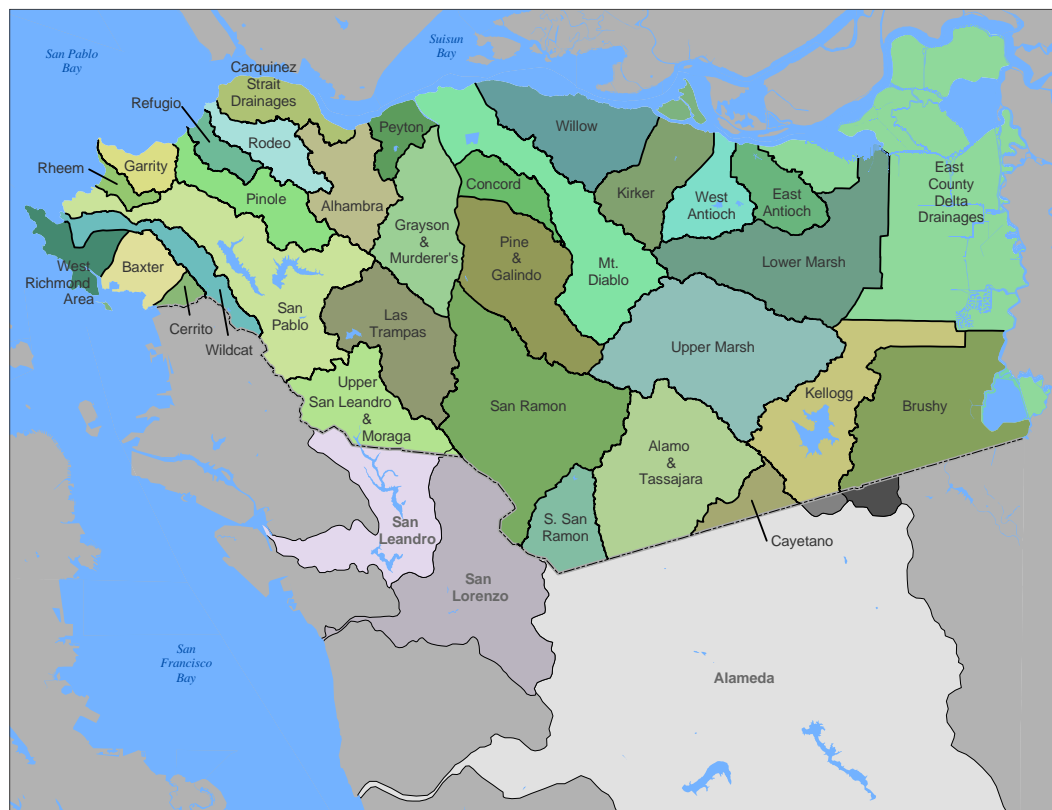 San Pablo
Bay
Suisun
Bay
Carquinez
Strait
Drainages
Refugio
Rodeo
Peyton
Willow
Rheem
Garrity
Pinole
Alhambra
Concord
Kirker
West
Antioch
East
Antioch
East
County
Delta
Drainages
Grayson
&
Murderer's
Pine
&
Galindo
Mt.
Diablo
Lower Marsh
West
Richmond
Area
Baxter
Cerrito
Wildcat
San
Pablo
Las
Trampas
Upper Marsh
Upper
San Leandro
&
Moraga
San Ramon
Kellogg
Brushy
Alamo
&
Tassajara
S. San
Ramon
Cayetano
San
Leandro
San
Lorenzo
San
Francisco
Bay
Alameda